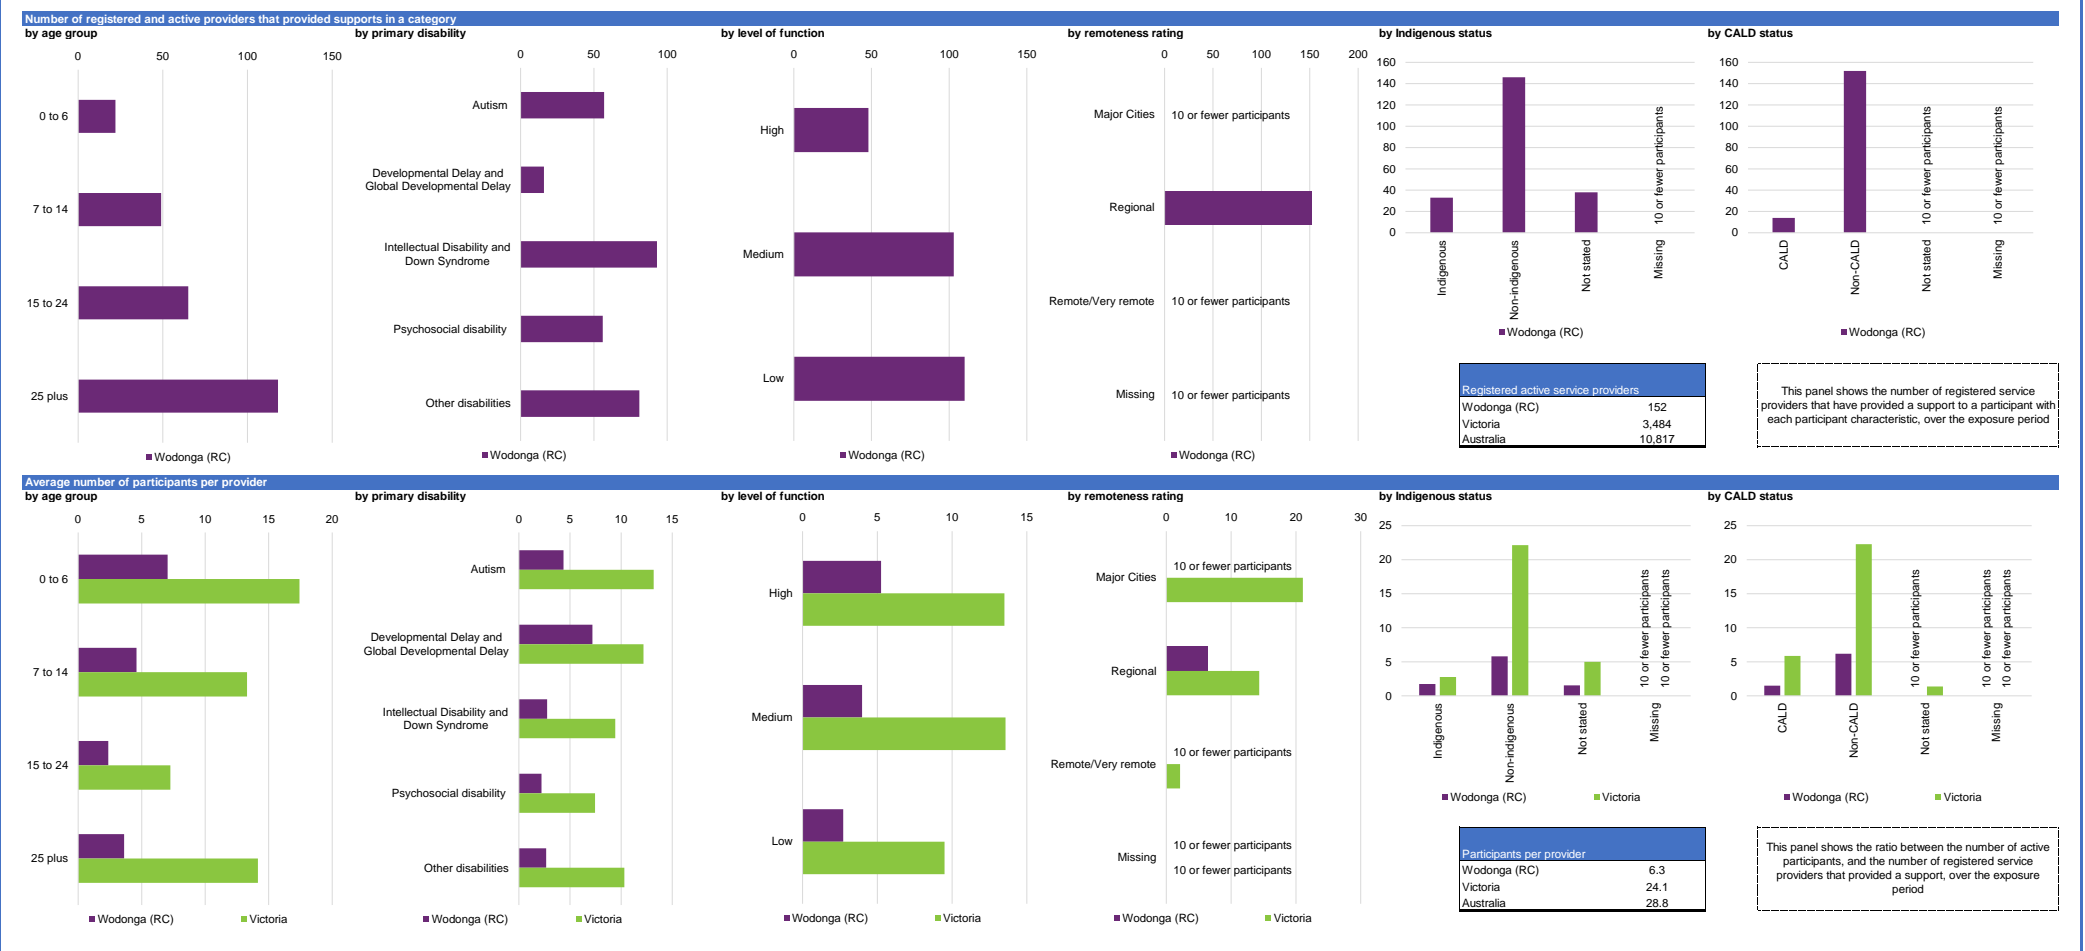 Number of registered and active providers that provided supports in a category
by age group
0 50 100 150
0 to 6
7 to 14
15 to 24
25 plus
Wodonga (RC)
by primary disability
0 50 100
Autism
Developmental Delay and
Global Developmental Delay
Intellectual Disability and
Down Syndrome
Psychosocial disability
Other disabilities
Wodonga (RC)
by level of function
0 50 100 150
High
Medium
Low
Wodonga (RC)
by remoteness rating
0 50 100 150 200
Major Cities 10 or fewer participants
Regional
Remote/Very remote 10 or fewer participants
Missing 10 or fewer participants
Wodonga (RC)
by Indigenous status
160
140
120
100
80
60
40
20
0
10 or fewer participants
Indigenous
Non-indigenous
Not stated
Missing
Wodonga (RC)
by CALD status
160
140
120
100
80
60
40
20
0
10 or fewer participants
10 or fewer participants
CALD
Non-CALD
Not stated
Missing
Wodonga (RC)
Registered active service providers
Wodonga (RC) 152
Victoria 3,484
Australia 10,817
This panel shows the number of registered service
providers that have provided a support to a participant with
each participant characteristic, over the exposure period
Average number of participants per provider
by age group
0 5 10 15 20
0 to 6
7 to 14
15 to 24
25 plus
Wodonga (RC) Victoria
by primary disability
0 5 10 15
Autism
Developmental Delay and
Global Developmental Delay
Intellectual Disability and
Down Syndrome
Psychosocial disability
Other disabilities
Wodonga (RC) Victoria
by level of function
0 5 10 15
High
Medium
Low
Wodonga (RC) Victoria
by remoteness rating
0 10 20 30
10 or fewer participants
Major Cities
Regional
10 or fewer participants
Remote/Very remote
10 or fewer participants
Missing
10 or fewer participants
Wodonga (RC) Victoria
by Indigenous status
25
20
15
10
5
0
10 or fewer participants
10 or fewer participants
Indigenous
Non-indigenous
Not stated
Missing
Wodonga (RC) Victoria
by CALD status
25
20
15
10
5
0
10 or fewer participants
10 or fewer participants
10 or fewer participants
CALD
Non-CALD
Not stated
Missing
Wodonga (RC) Victoria
Participants per provider
Wodonga (RC) 6.3
Victoria 24.1
Australia 28.8
This panel shows the ratio between the number of active
participants, and the number of registered service
providers that provided a support, over the exposure
period